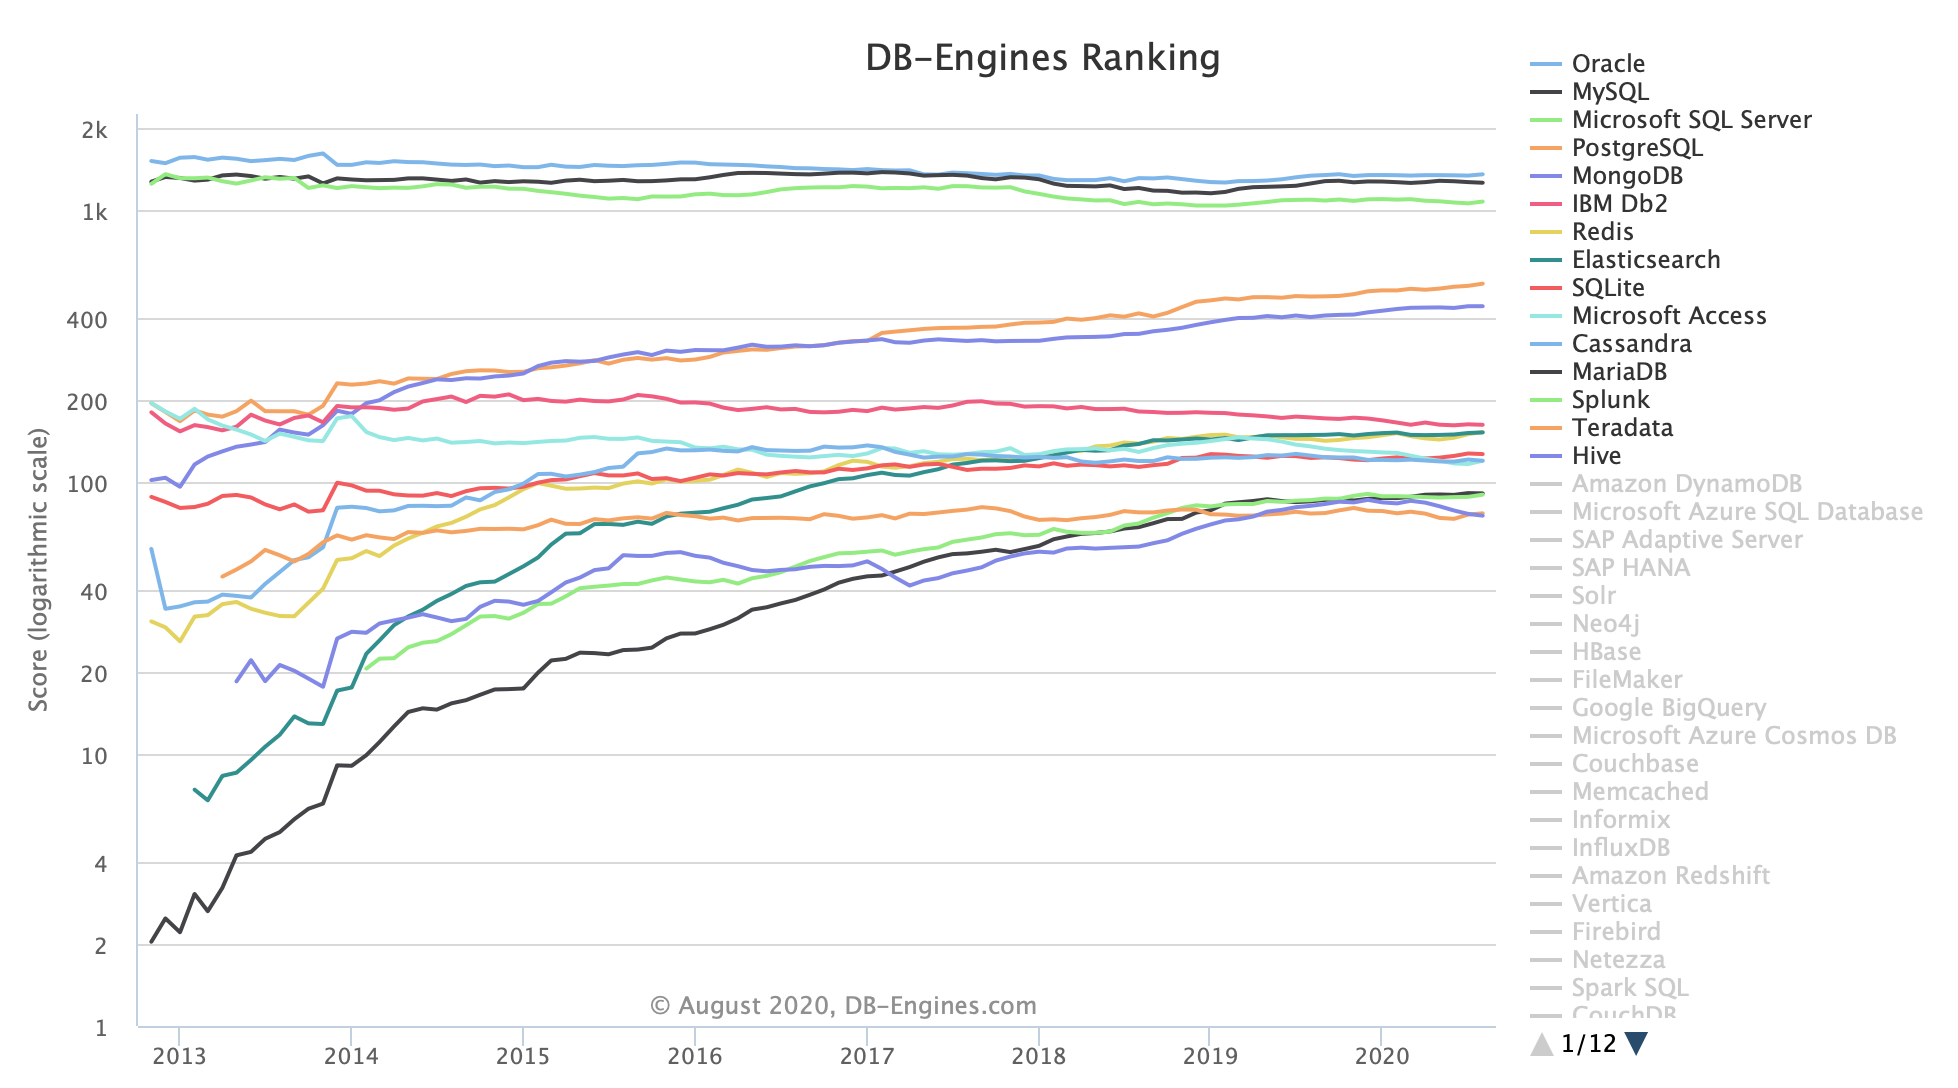 DB-Engines Ranking
Score (logarithmic scale)
2k
1k
400
200
100
40
20
10
4
2
1
2013 2014 2015 2016 2017 2018 2019 2020
© August 2020, DB-Engines.com
Oracle
MySQL
Microsoft SQL Server
PostgreSQL
MongoDB
IBM Db2
Redis
Elasticsearch
SQLite
Microsoft Access
Cassandra
MariaDB
Splunk
Teradata
Hive
Amazon DynamoDB
Microsoft Azure SQL Database
SAP Adaptive Server
SAP HANA
Solr
Neo4j
HBase
FileMaker
Google BigQuery
Microsoft Azure Cosmos DB
Couchbase
Memcached
Informix
InfluxDB
Amazon Redshift
Vertica
Firebird
Netezza
Spark SQL
CouchDB
1/12